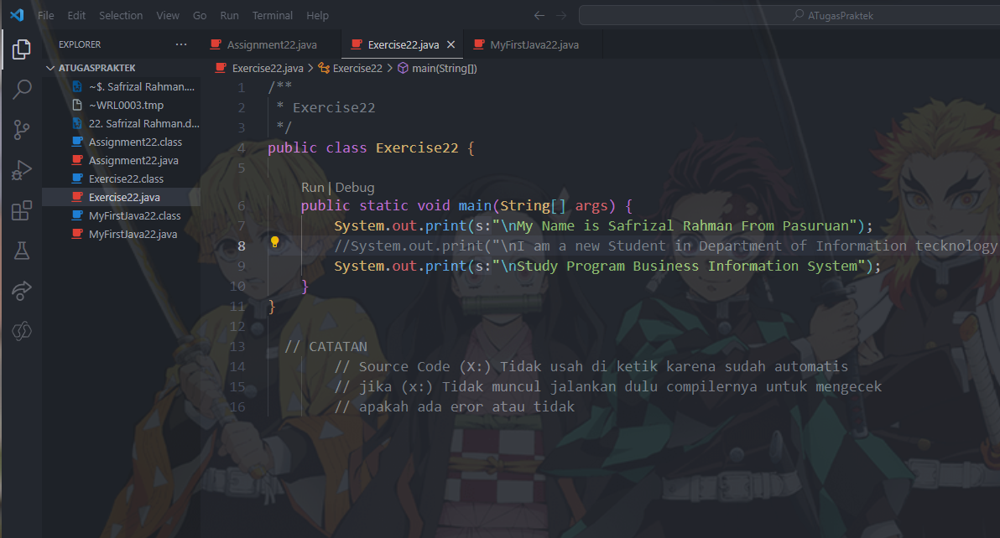 File Edit Selection View Go Run Terminal Help ← → ATugasPraktek
EXPLORER ···
Assignment22.java Exercise22.java × MyFirstJava22.java
ATUGASPRAKTEK
~$. Safrizal Rahman....
~WRL0003.tmp
22. Safrizal Rahman.d...
Assignment22.class
Assignment22.java
Exercise22.class
Exercise22.java
MyFirstJava22.class
MyFirstJava22.java
Exercise22.java > Exercise22 > main(String[])
1 /**
2 * Exercise22
3 */
4 public class Exercise22 {
5
Run | Debug
6 public static void main(String[] args) {
7 System.out.print(s:"\nMy Name is Safrizal Rahman From Pasuruan");
8 //System.out.print("\nI am a new Student in Department of Information tecknology
9 System.out.print(s:"\nStudy Program Business Information System");
10 }
11 }
12
13 // CATATAN
14 // Source Code (X:) Tidak usah di ketik karena sudah automatis
15 // jika (x:) Tidak muncul jalankan dulu compilernya untuk mengecek
16 // apakah ada eror atau tidak